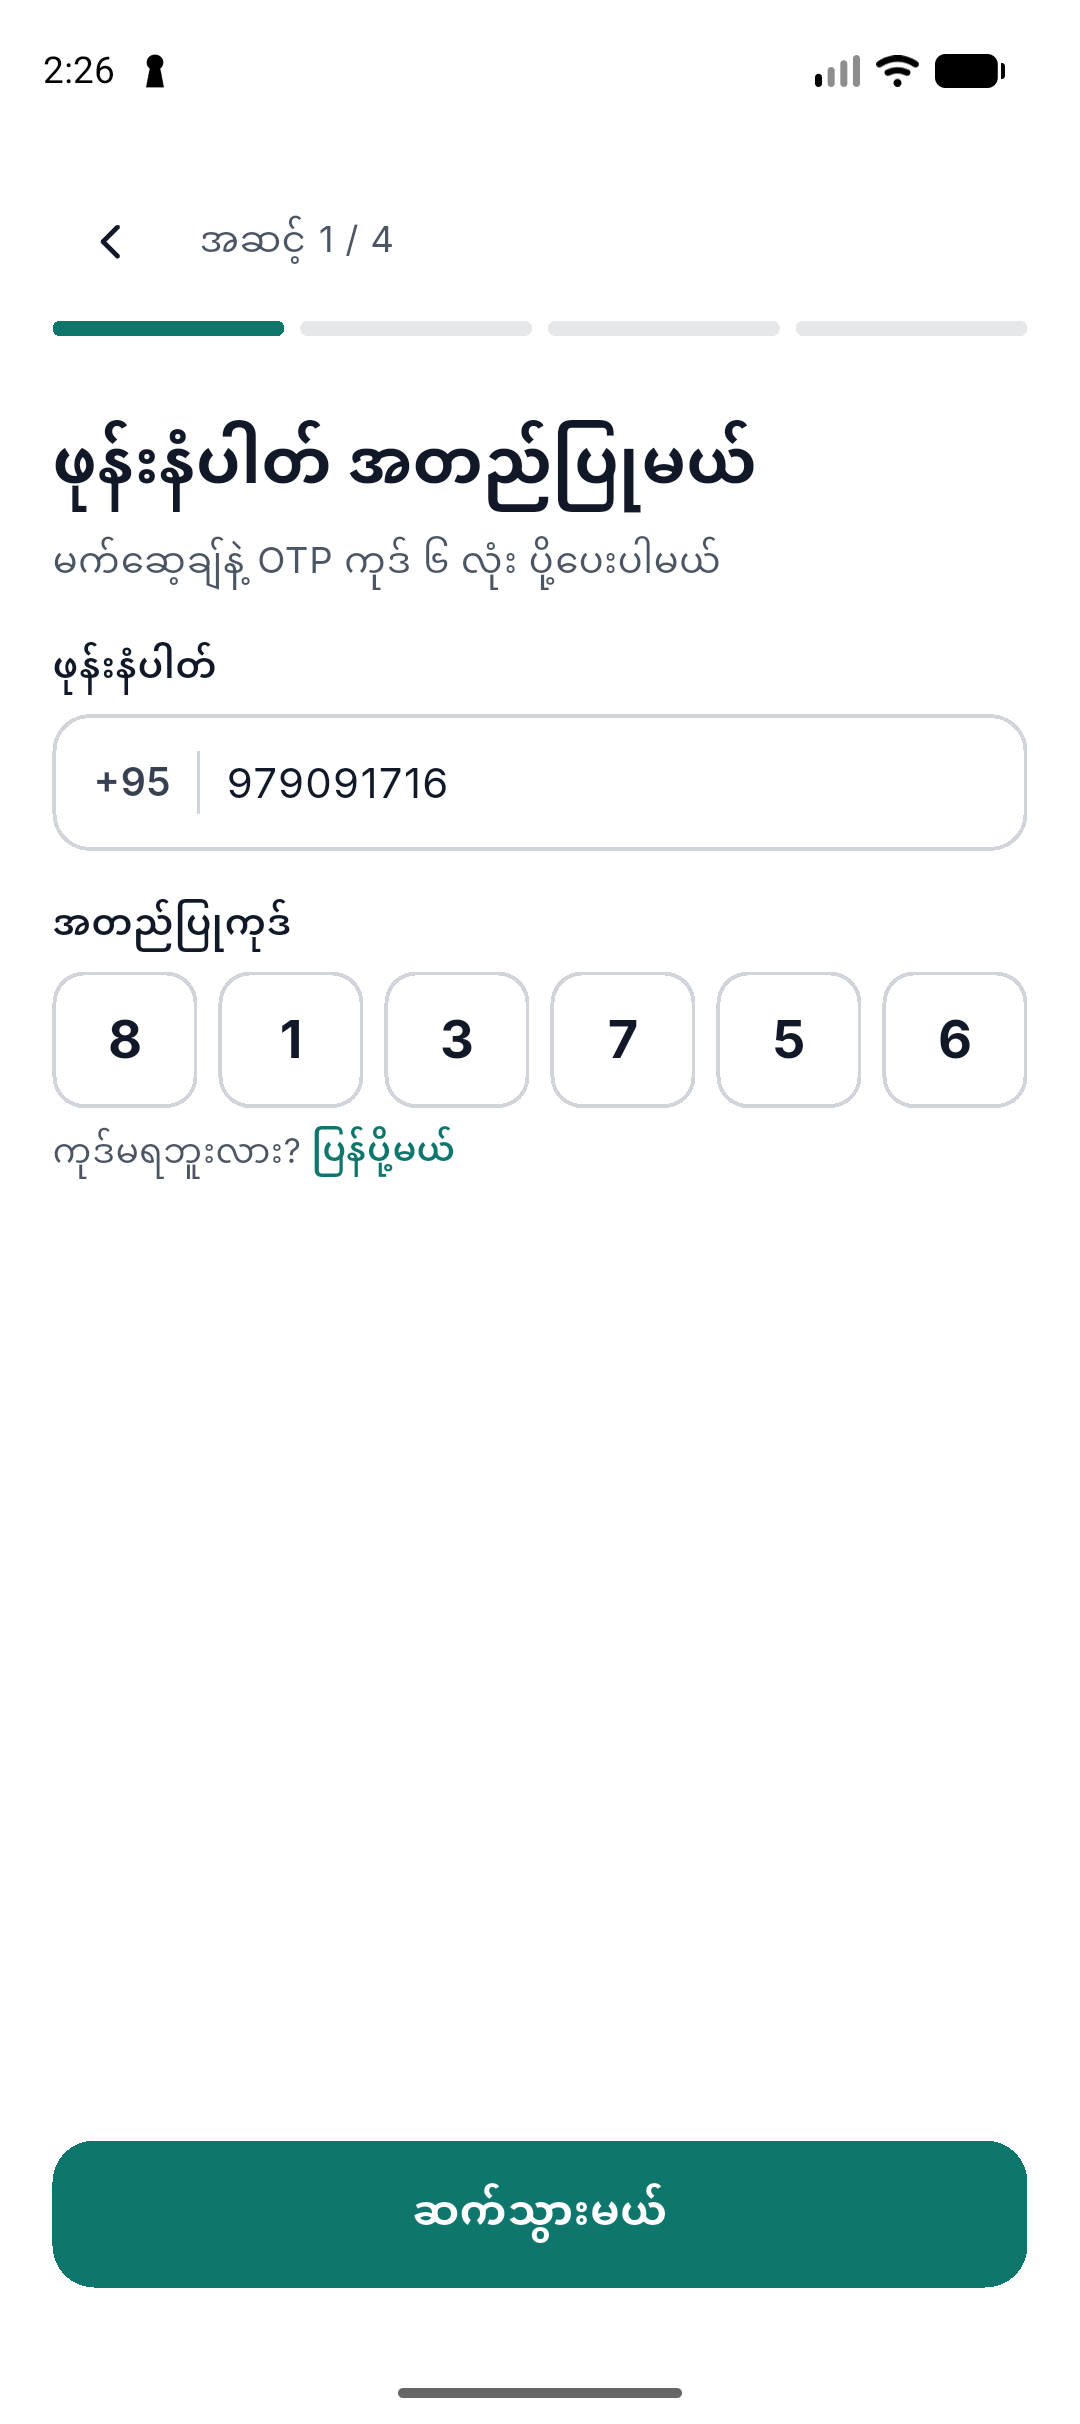 2:26
အဆင့် 1 / 4
ဖုန်းနံပါတ် အတည်ပြုမယ်
မက်ဆေ့ချ်နဲ့ OTP ကုဒ် ၆ လုံး ပို့ပေးပါမယ်
ဖုန်းနံပါတ်
+95 979091716
အတည်ပြုကုဒ်
8 1 3 7 5 6
ကုဒ်မရဘူးလား? ပြန်ပို့မယ်
ဆက်သွားမယ်